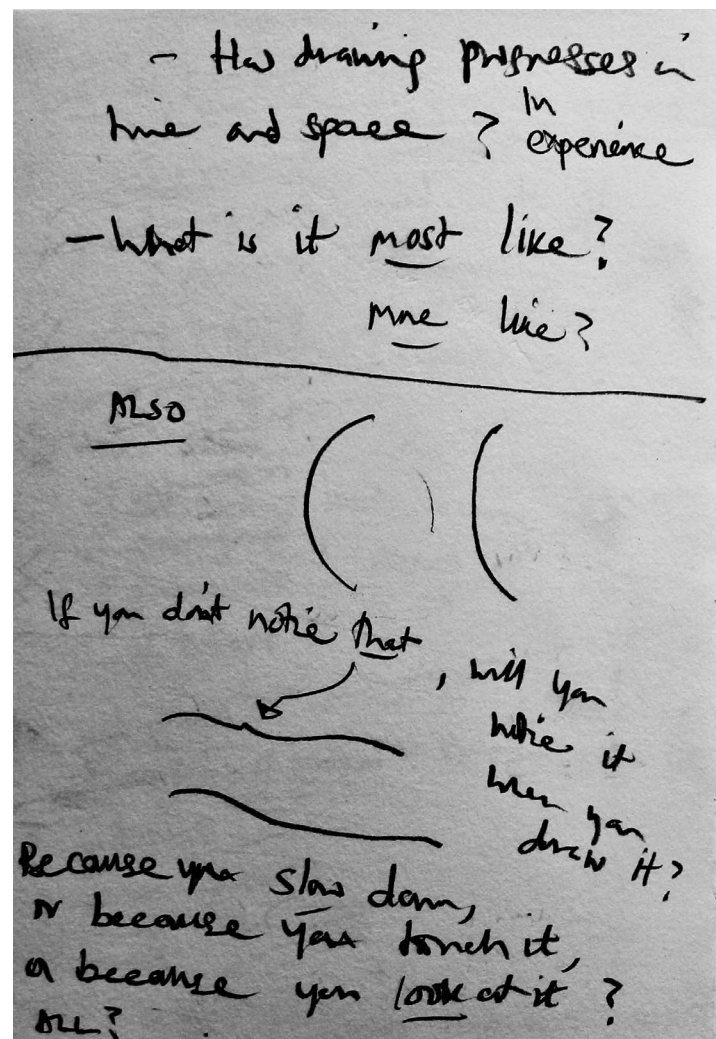 - How drawing progresses in
time and space? In experience
- What is it most like?
more like?
ALSO
If you don't notice that, will you
notice it
when you
draw it?
Because you slow down,
or because you touch it,
or because you look at it?
ALL?